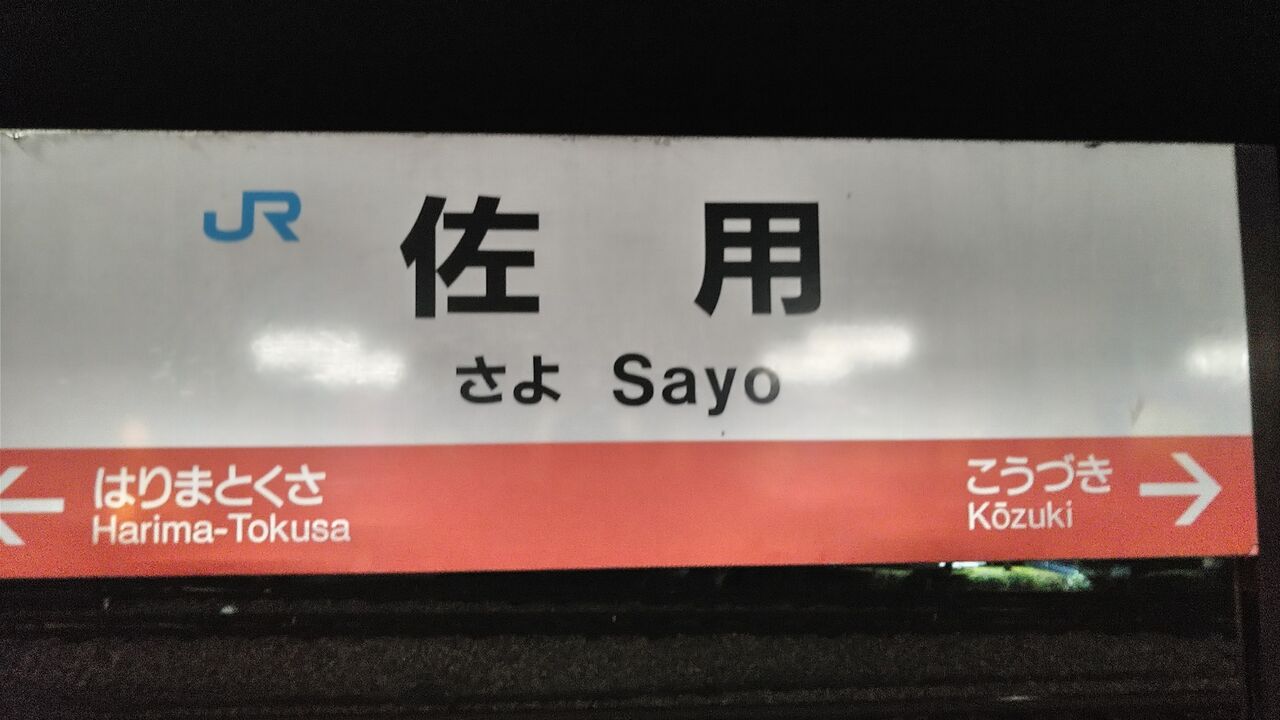 JR 佐用
さよ Sayo
← はりまとくさ
Harima-Tokusa
こうづき →
Kōzuki